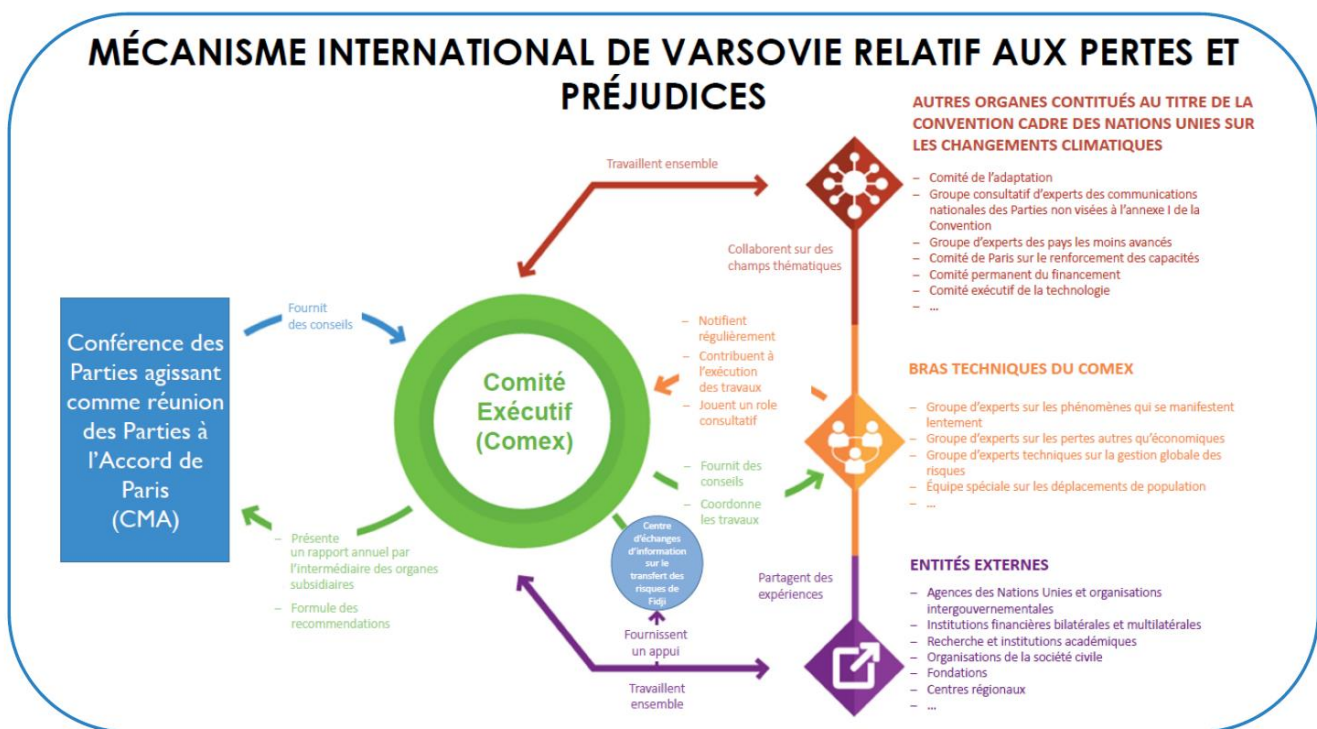 MÉCANISME INTERNATIONAL DE VARSOVIE RELATIF AUX PERTES ET
PRÉJUDICES
Conférence des
Parties agissant
comme réunion
des Parties à
l'Accord de
Paris
(CMA)
Fournit
des conseils
– Présente
un rapport annuel par
l'intermédiaire des organes
subsidiaires
– Formule des
recommandations
Comité
Exécutif
(Comex)
Travaillent ensemble
Collaborent sur des
champs thématiques
– Notifient
régulièrement
– Contribuent à
l'exécution
des travaux
– Jouent un role
consultatif
– Fournit des
conseils
– Coordonne
les travaux
Centre
d'échanges
d'information
sur le
transfert des
risques de
Fidji
Partagent des
expériences
Fournissent
un appui
Travaillent
ensemble
AUTRES ORGANES CONTITUÉS AU TITRE DE LA
CONVENTION CADRE DES NATIONS UNIES SUR
LES CHANGEMENTS CLIMATIQUES
– Comité de l'adaptation
– Groupe consultatif d'experts des communications
nationales des Parties non visées à l'annexe I de la
Convention
– Groupe d'experts des pays les moins avancés
– Comité de Paris sur le renforcement des capacités
– Comité permanent du financement
– Comité exécutif de la technologie
– ...
BRAS TECHNIQUES DU COMEX
– Groupe d'experts sur les phénomènes qui se manifestent
lentement
– Groupe d'experts sur les pertes autres qu'économiques
– Groupe d'experts techniques sur la gestion globale des
risques
– Équipe spéciale sur les déplacements de population
– ...
ENTITÉS EXTERNES
– Agences des Nations Unies et organisations
intergouvernementales
– Institutions financières bilatérales et multilatérales
– Recherche et institutions académiques
– Organisations de la société civile
– Fondations
– Centres régionaux
– ...